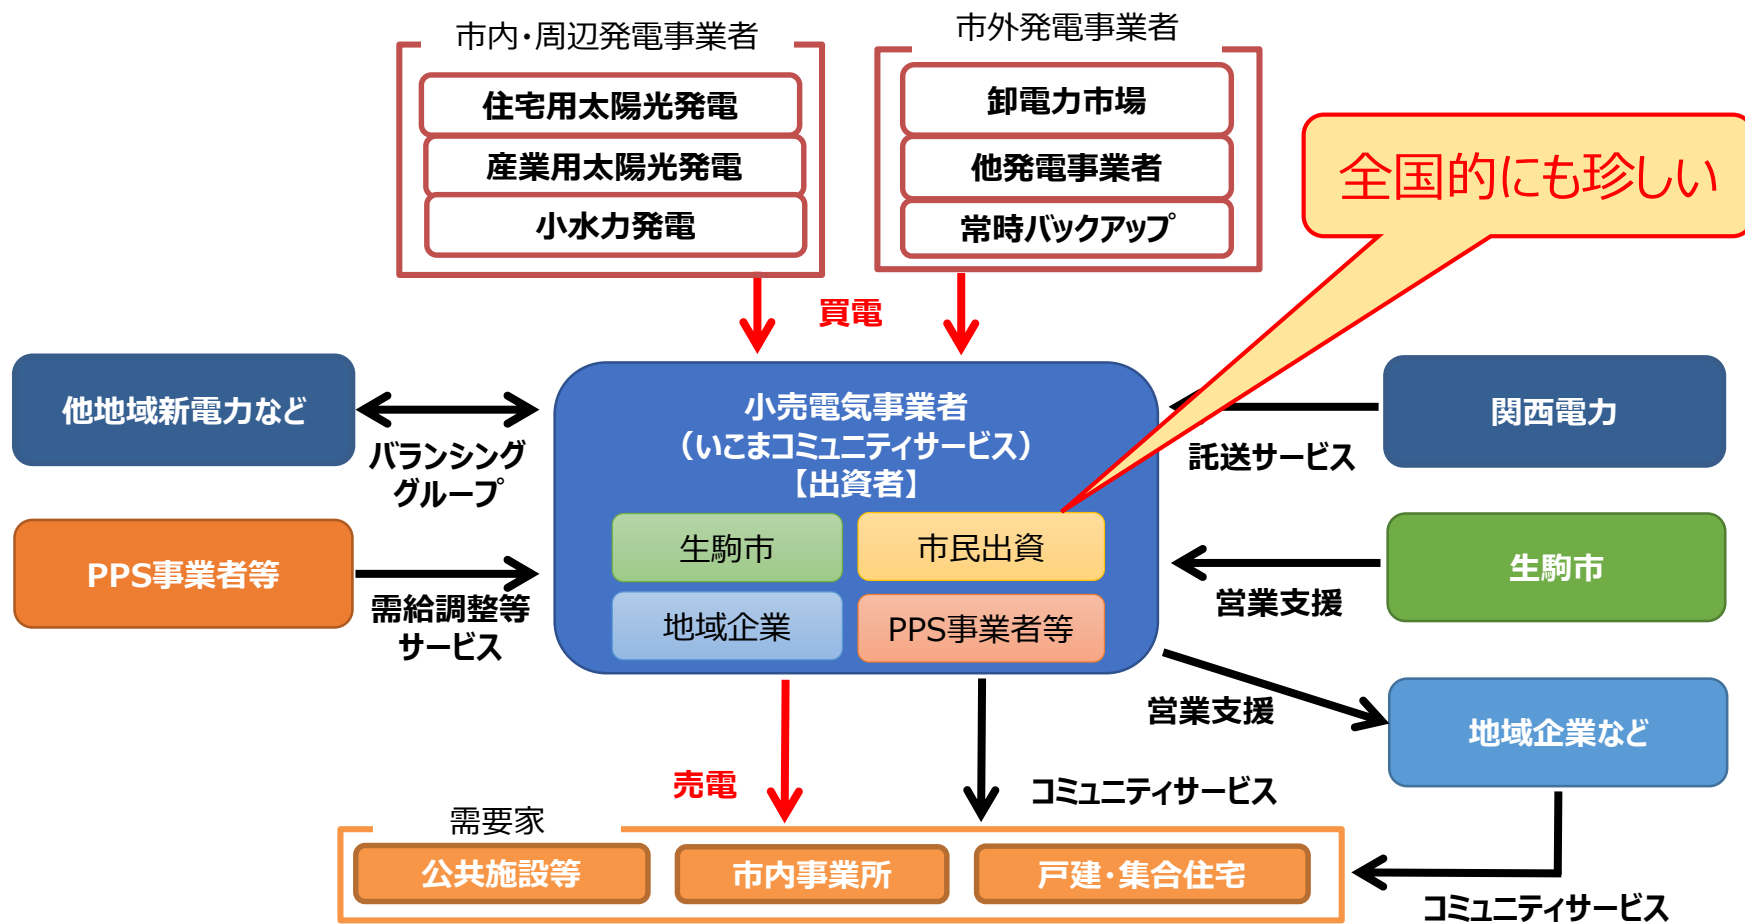 市内・周辺発電事業者
住宅用太陽光発電
産業用太陽光発電
小水力発電
市外発電事業者
卸電力市場
他発電事業者
常時バックアップ
全国的にも珍しい
買電
他地域新電力など
バランシング
グループ
PPS事業者等
需給調整等
サービス
小売電気事業者
（いこまコミュニティサービス）
【出資者】
生駒市
市民出資
地域企業
PPS事業者等
関西電力
託送サービス
生駒市
営業支援
営業支援
地域企業など
売電
コミュニティサービス
需要家
公共施設等
市内事業所
戸建・集合住宅
コミュニティサービス